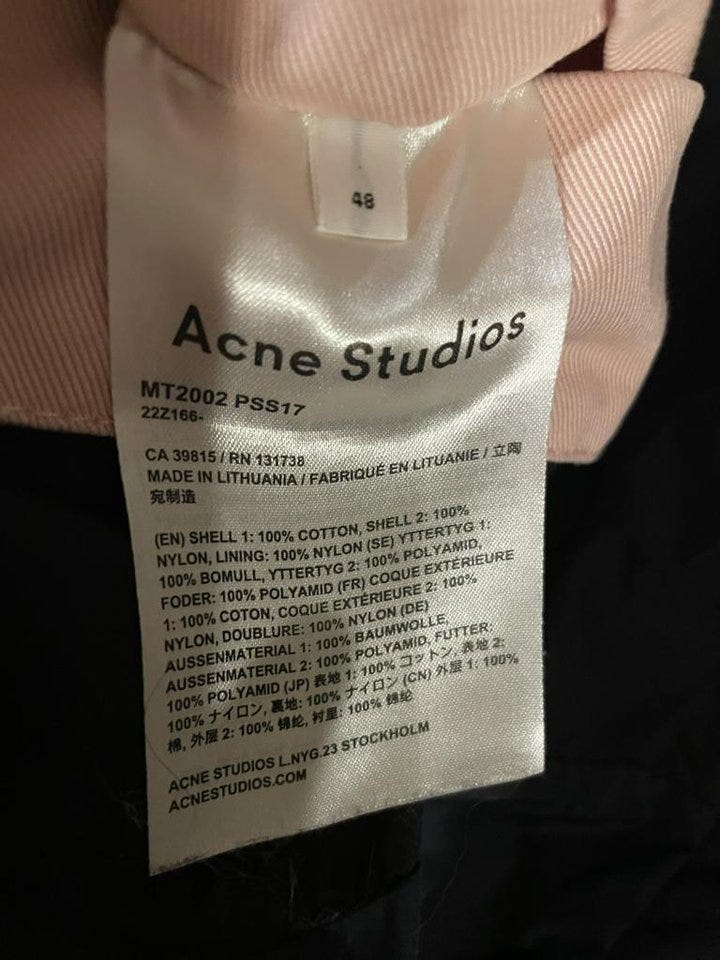 48
Acne Studios
MT2002 PSS17
22Z166-
CA 39815 / RN 131738
MADE IN LITHUANIA / FABRIQUÉ EN LITUANIE / 立陶
宛制造
(EN) SHELL 1: 100% COTTON, SHELL 2: 100%
NYLON, LINING: 100% NYLON (SE) YTTERTYG 1:
100% BOMULL, YTTERTYG 2: 100% POLYAMID,
FODER: 100% POLYAMID (FR) COQUE EXTÉRIEURE
1: 100% COTON, COQUE EXTÉRIEURE 2: 100%
NYLON, DOUBLURE: 100% NYLON (DE)
AUSSENMATERIAL 1: 100% BAUMWOLLE,
AUSSENMATERIAL 2: 100% POLYAMID, FUTTER:
100% POLYAMID (JP) 表地 1: 100% コットン, 表地 2:
100% ナイロン, 裏地: 100% ナイロン (CN) 外层 1: 100%
棉, 外层 2: 100% 锦纶, 衬里: 100% 锦纶
ACNE STUDIOS L.NYG.23 STOCKHOLM
ACNESTUDIOS.COM